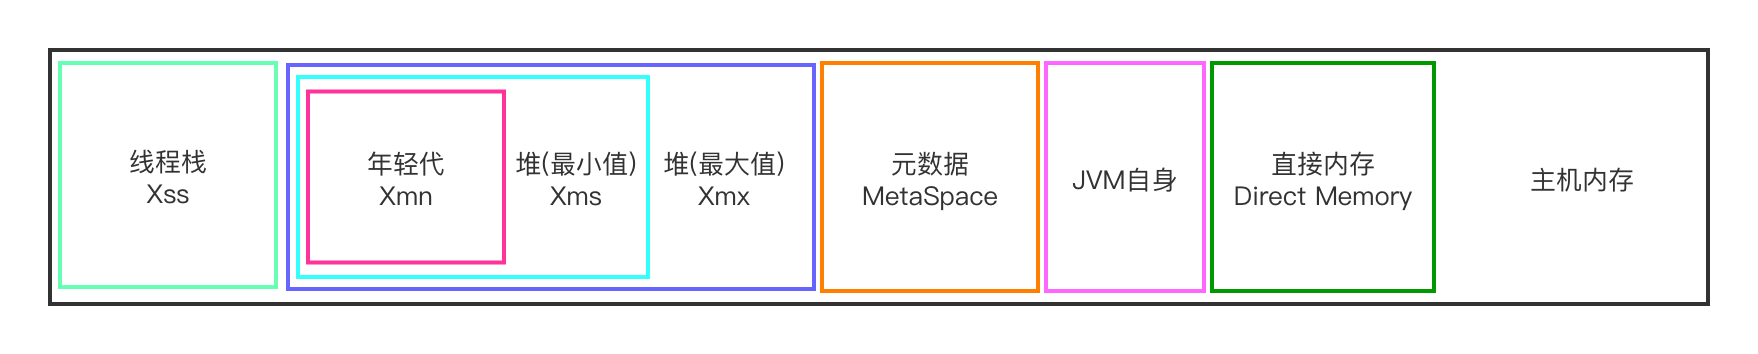 线程栈
Xss
年轻代
Xmn
堆(最小值)
Xms
堆(最大值)
Xmx
元数据
MetaSpace
JVM自身
直接内存
Direct Memory
主机内存